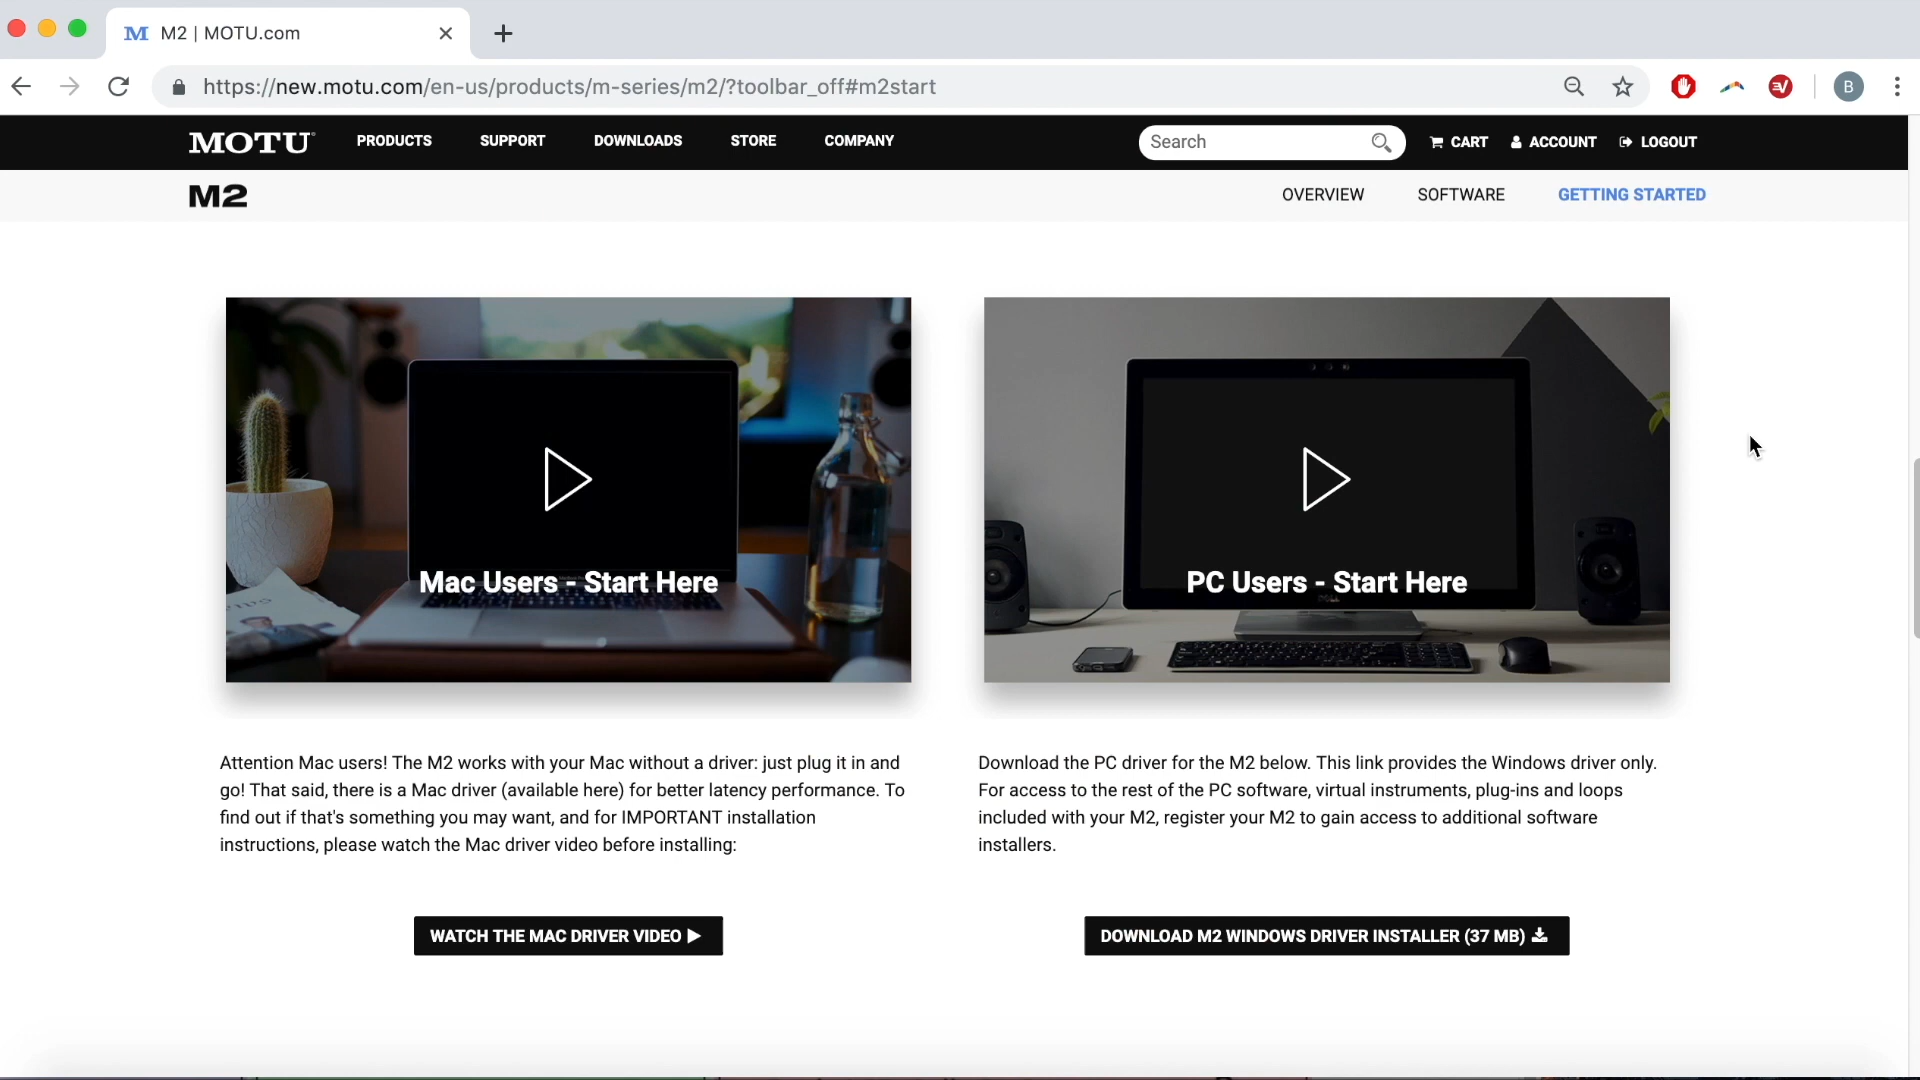 M M2 | MOTU.com
https://new.motu.com/en-us/products/m-series/m2/?toolbar_off#m2start
B
MOTU PRODUCTS SUPPORT DOWNLOADS STORE COMPANY Search CART ACCOUNT LOGOUT
M2 OVERVIEW SOFTWARE GETTING STARTED
Mac Users - Start Here
PC Users - Start Here
DELL
Attention Mac users! The M2 works with your Mac without a driver: just plug it in and
go! That said, there is a Mac driver (available here) for better latency performance. To
find out if that's something you may want, and for IMPORTANT installation
instructions, please watch the Mac driver video before installing:
Download the PC driver for the M2 below. This link provides the Windows driver only.
For access to the rest of the PC software, virtual instruments, plug-ins and loops
included with your M2, register your M2 to gain access to additional software
installers.
WATCH THE MAC DRIVER VIDEO
DOWNLOAD M2 WINDOWS DRIVER INSTALLER (37 MB)